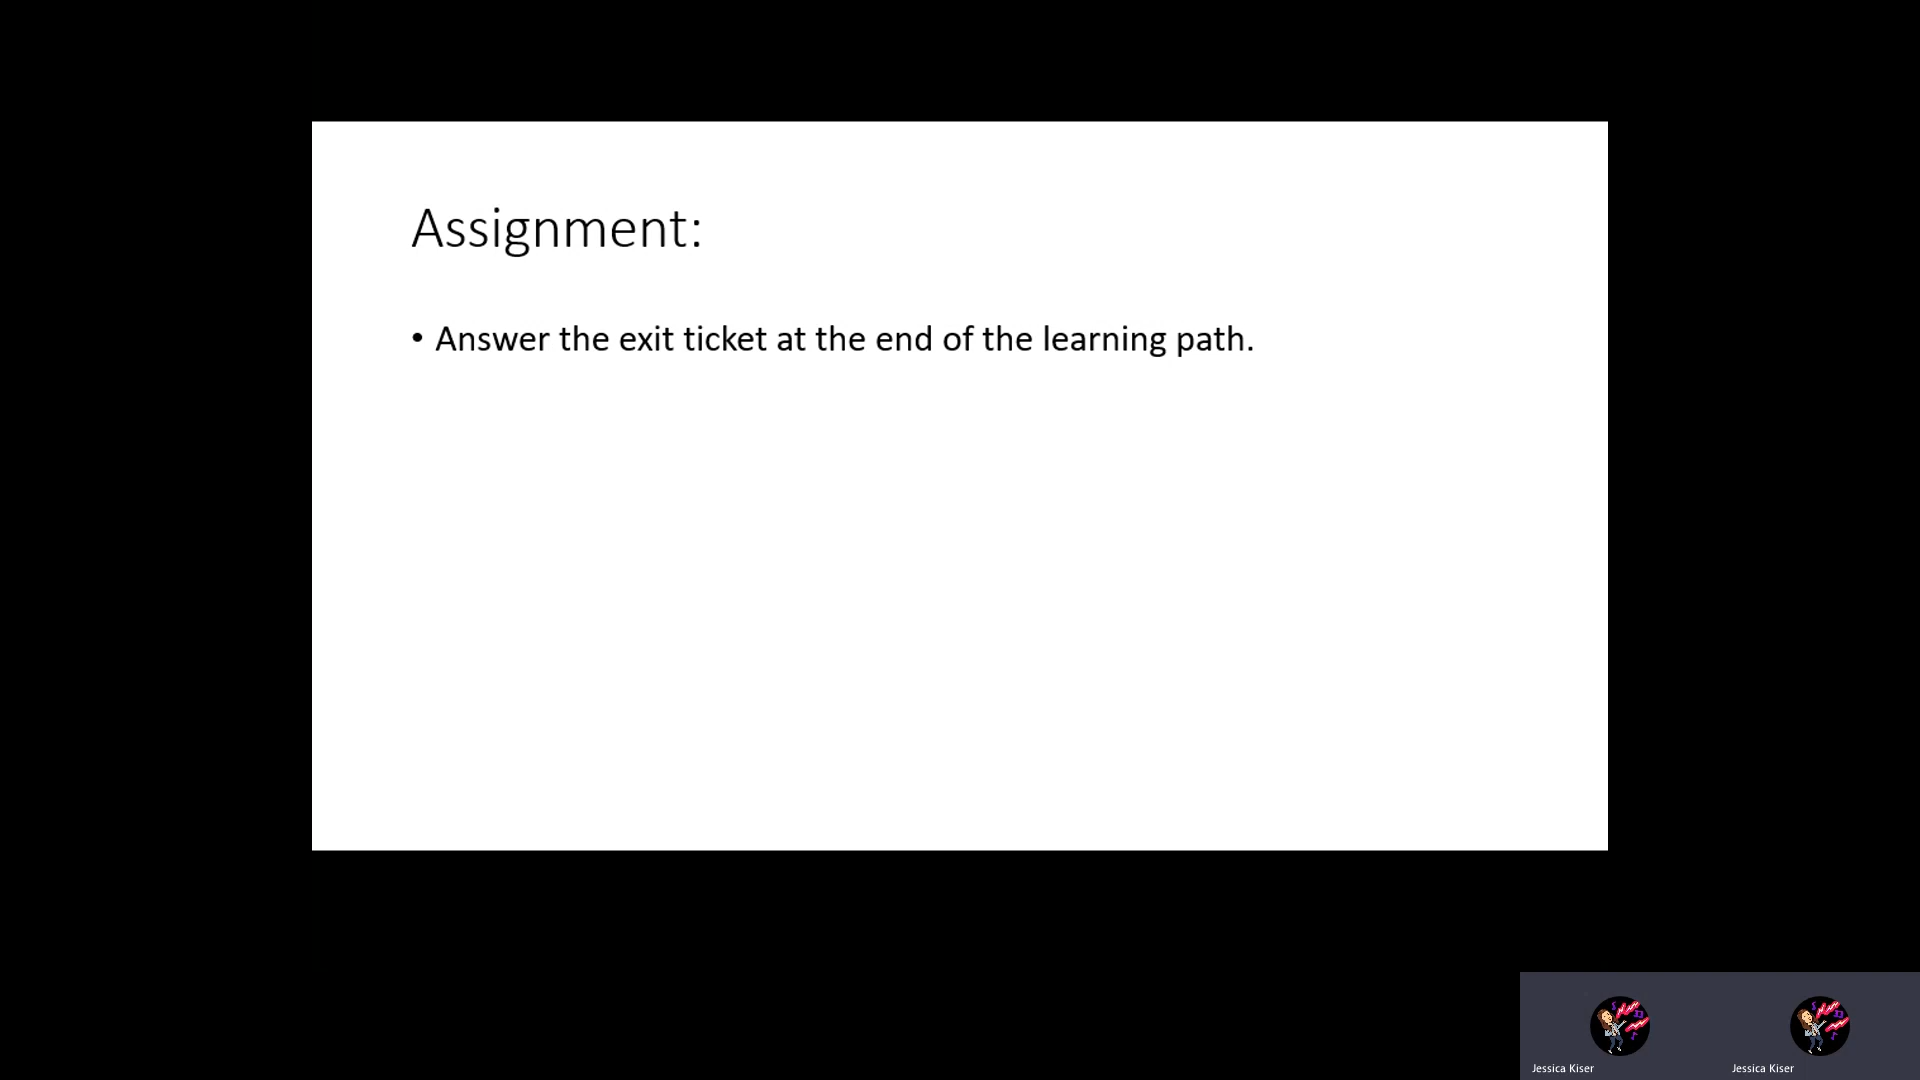 Assignment:
• Answer the exit ticket at the end of the learning path.
Jessica Kiser
Jessica Kiser